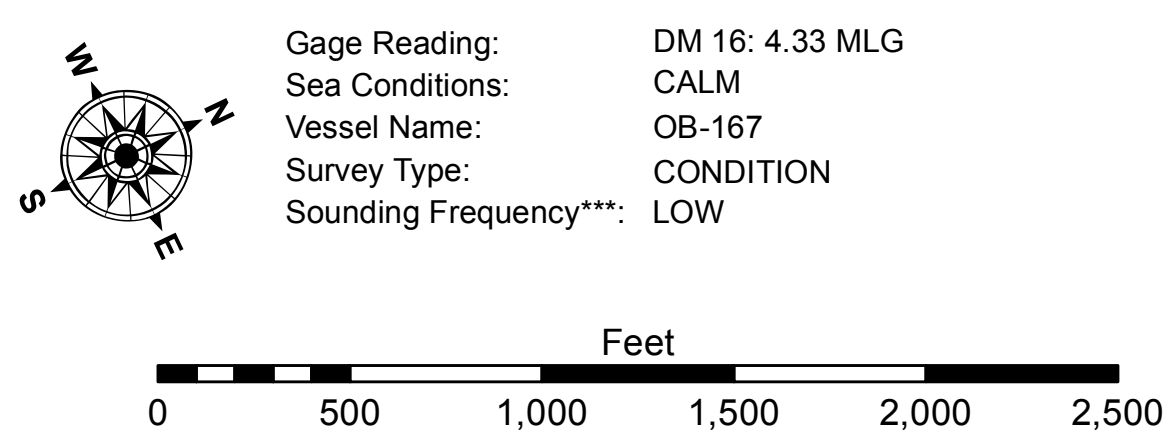 W
N
S
E
Gage Reading: DM 16: 4.33 MLG
Sea Conditions: CALM
Vessel Name: OB-167
Survey Type: CONDITION
Sounding Frequency***: LOW
Feet
0 500 1,000 1,500 2,000 2,500